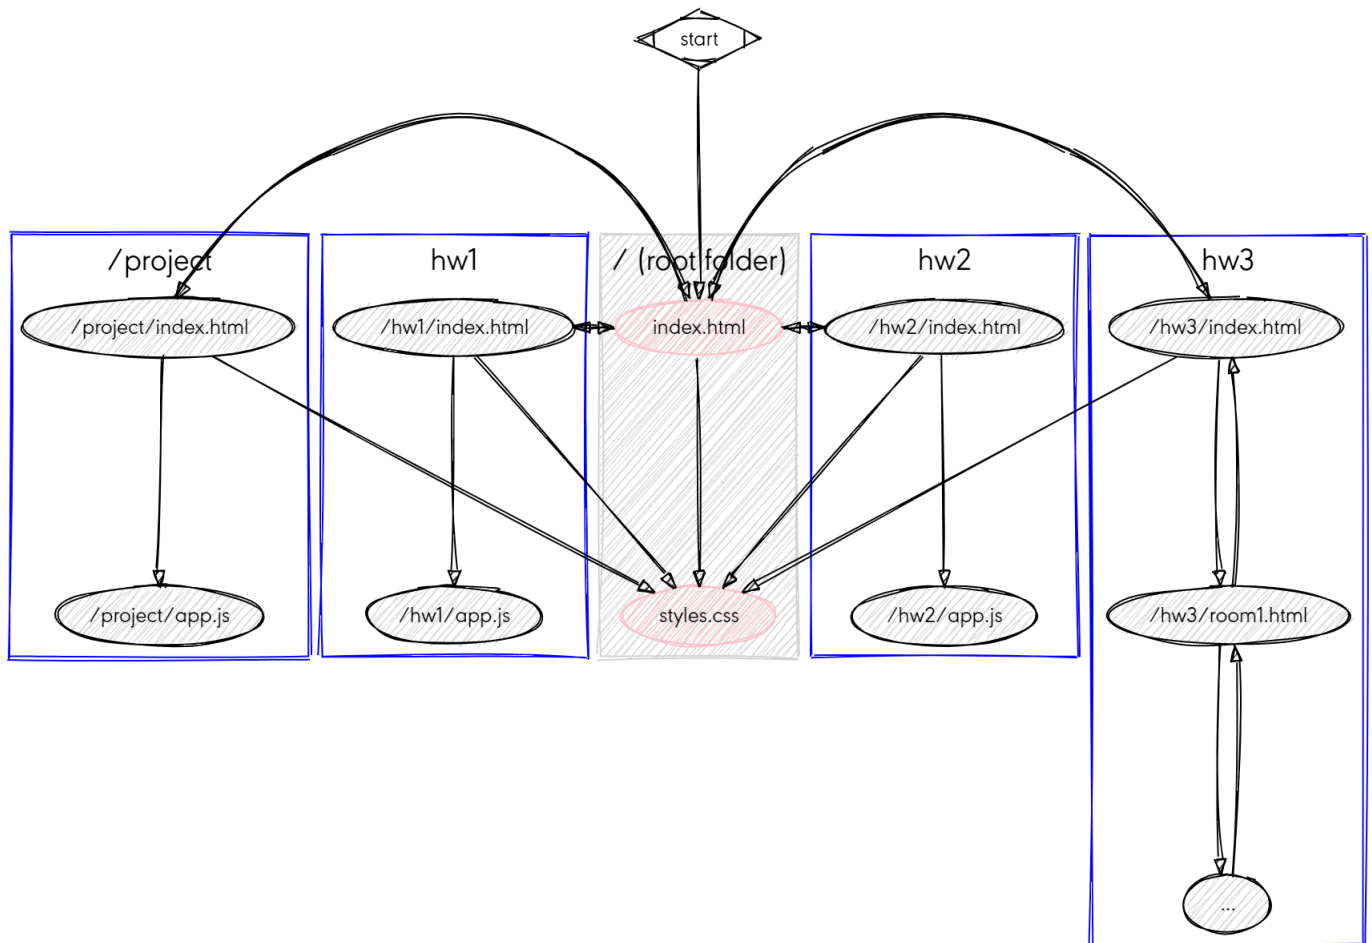 start
/project
hw1
/ (root folder)
hw2
hw3
/project/index.html
/hw1/index.html
index.html
/hw2/index.html
/hw3/index.html
/project/app.js
/hw1/app.js
styles.css
/hw2/app.js
/hw3/room1.html
...